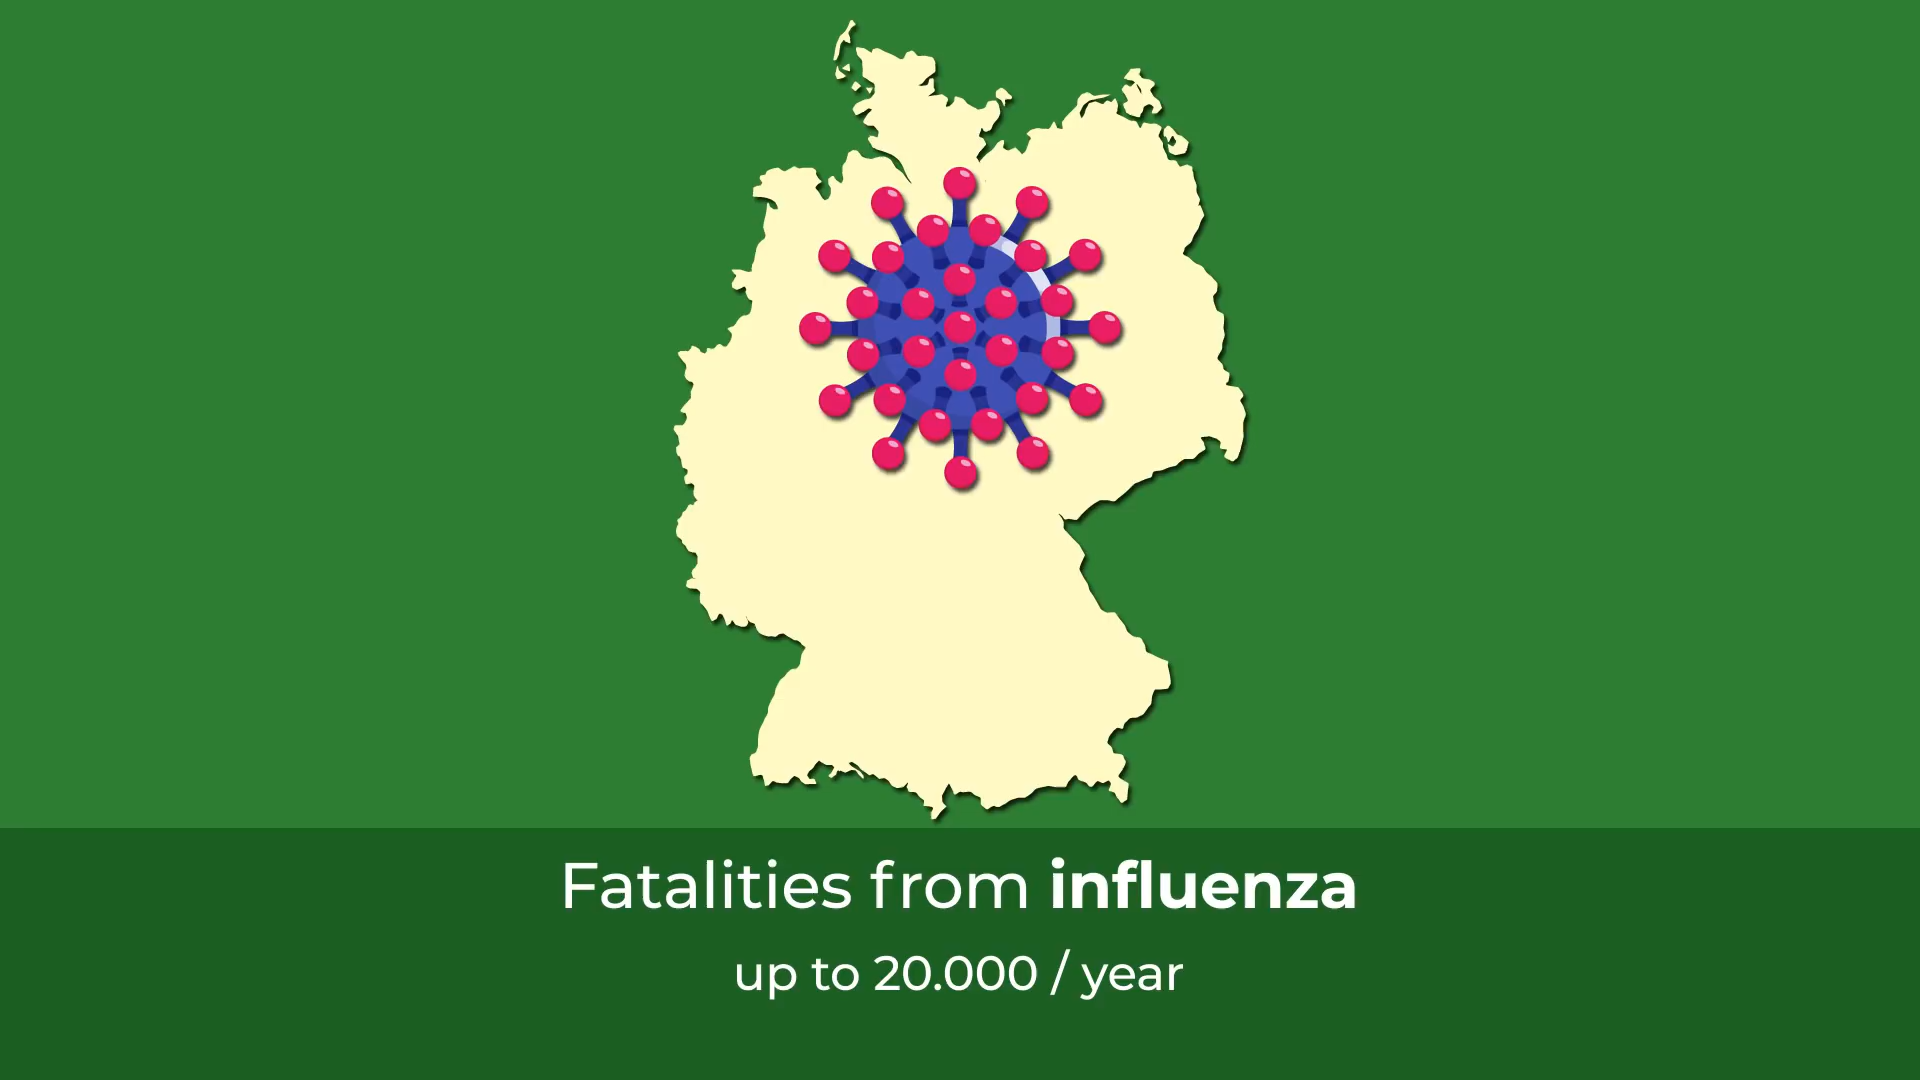 Fatalities from influenza
up to 20.000 / year